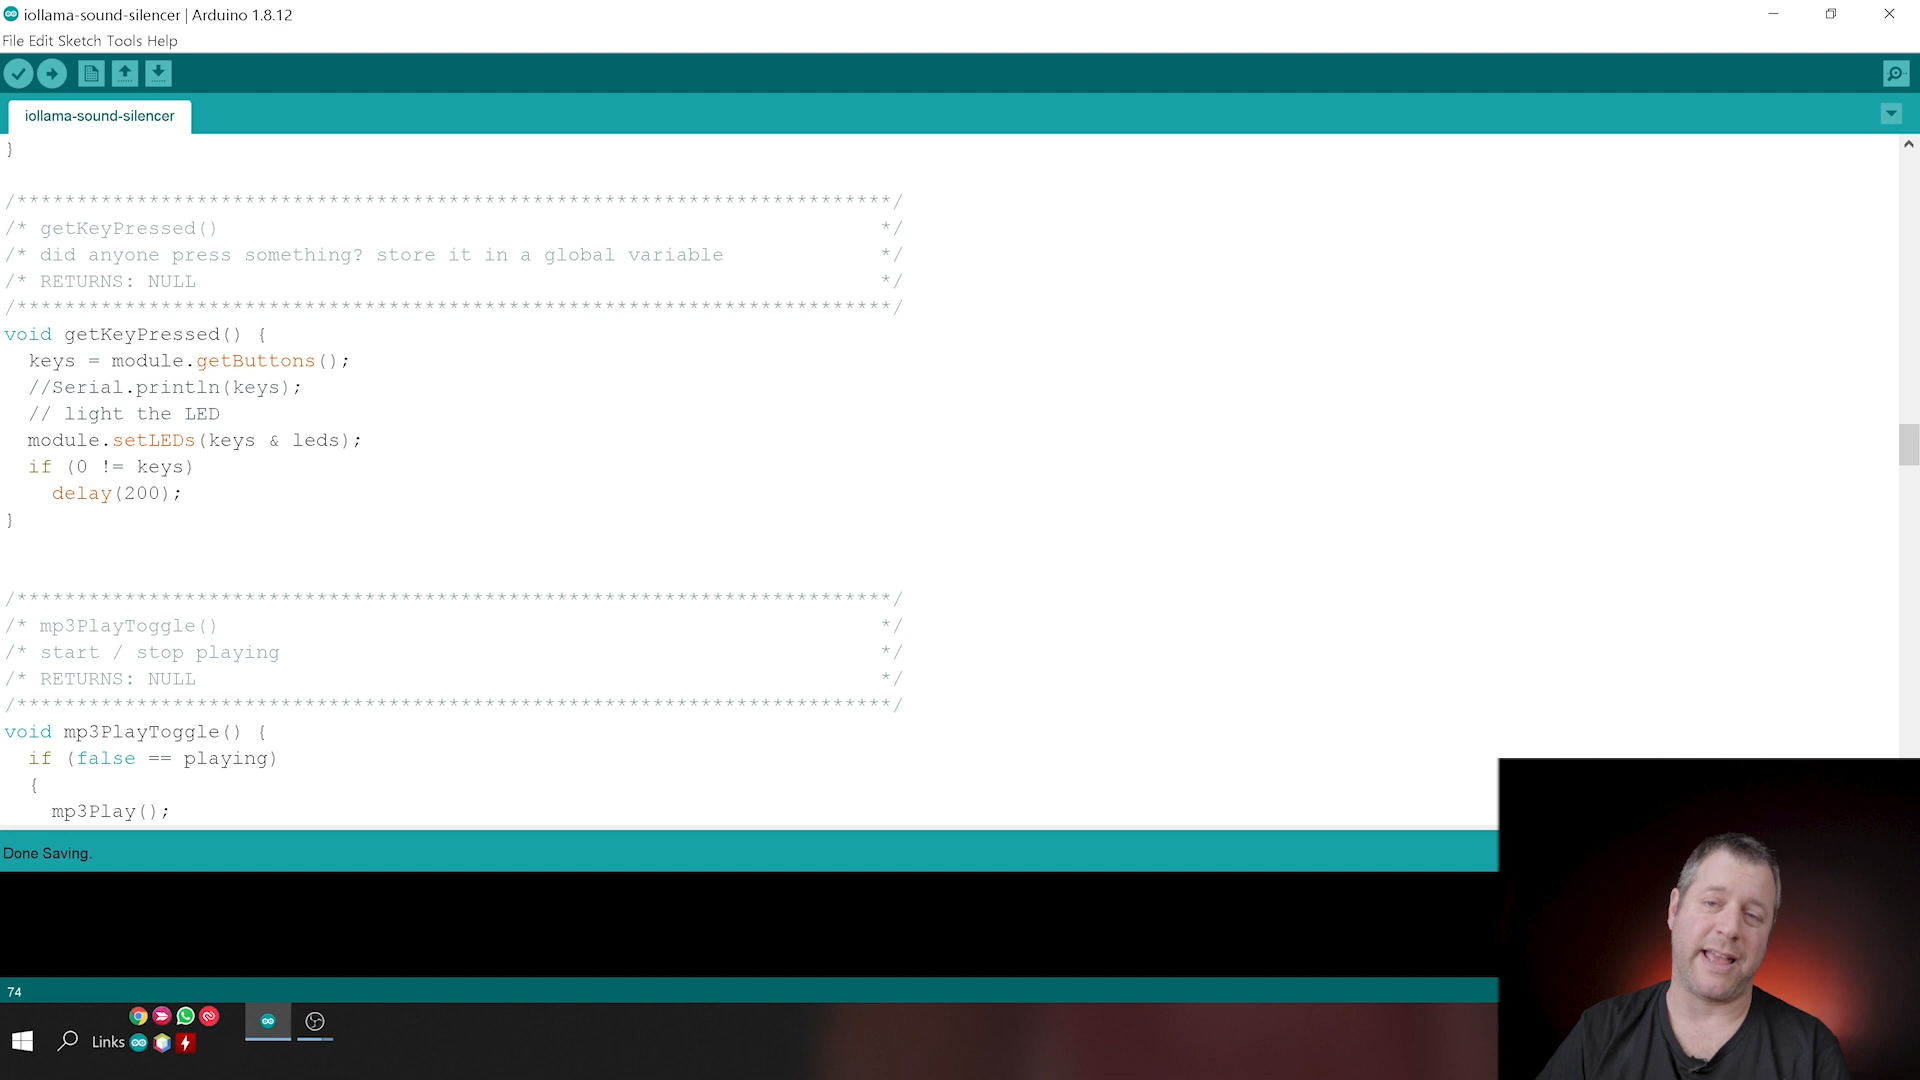 iollama-sound-silencer | Arduino 1.8.12
File Edit Sketch Tools Help
iollama-sound-silencer
}
/*************************************************************************/
/* getKeyPressed() */
/* did anyone press something? store it in a global variable */
/* RETURNS: NULL */
/*************************************************************************/
void getKeyPressed() {
keys = module.getButtons();
//Serial.println(keys);
// light the LED
module.setLEDs(keys & leds);
if (0 != keys)
delay(200);
}
/*************************************************************************/
/* mp3PlayToggle() */
/* start / stop playing */
/* RETURNS: NULL */
/*************************************************************************/
void mp3PlayToggle() {
if (false == playing)
{
mp3Play();
Done Saving.
74
Links